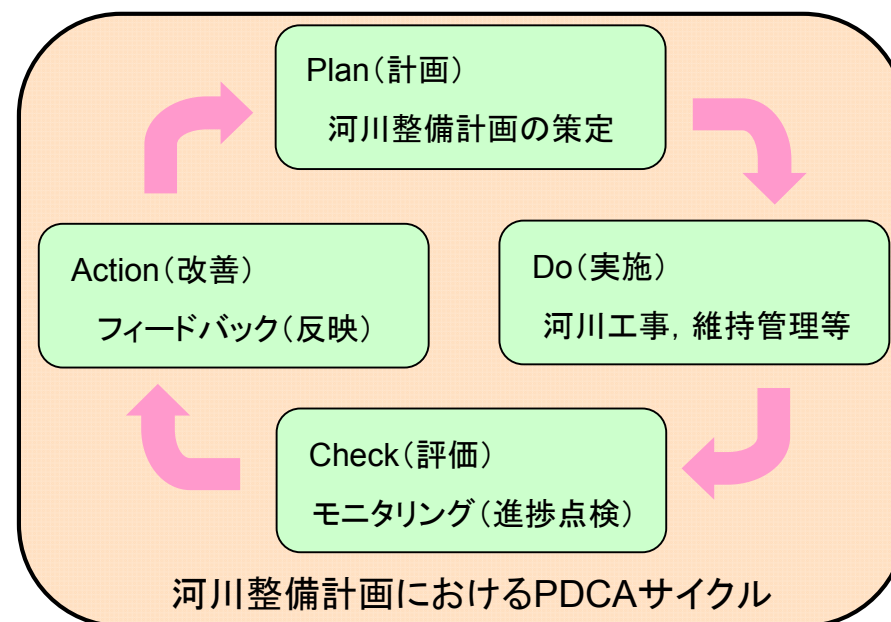 Plan（計画）
河川整備計画の策定
Do（実施）
河川工事，維持管理等
Check（評価）
モニタリング（進捗点検）
Action（改善）
フィードバック（反映）
河川整備計画におけるPDCAサイクル